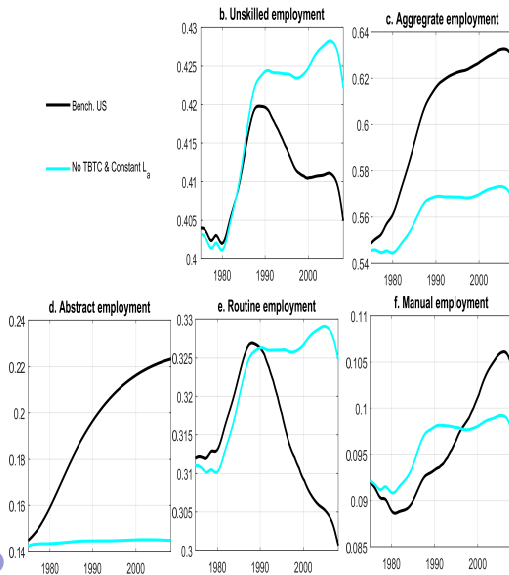 b. Unskilled employment
0.43
0.425
0.42
0.415
0.41
0.405
0.4
1980 1990 2000
c. Aggregrate employment
0.64
0.62
0.6
0.58
0.56
0.54
1980 1990 2000
Bench. US
No TBTC & Constant L a
d. Abstract employment
0.24
0.22
0.2
0.18
0.16
0.14
1980 1990 2000
e. Routine employment
0.33
0.325
0.32
0.315
0.31
0.305
0.3
1980 1990 2000
f. Manual employment
0.11
0.105
0.1
0.095
0.09
0.085
1980 1990 2000